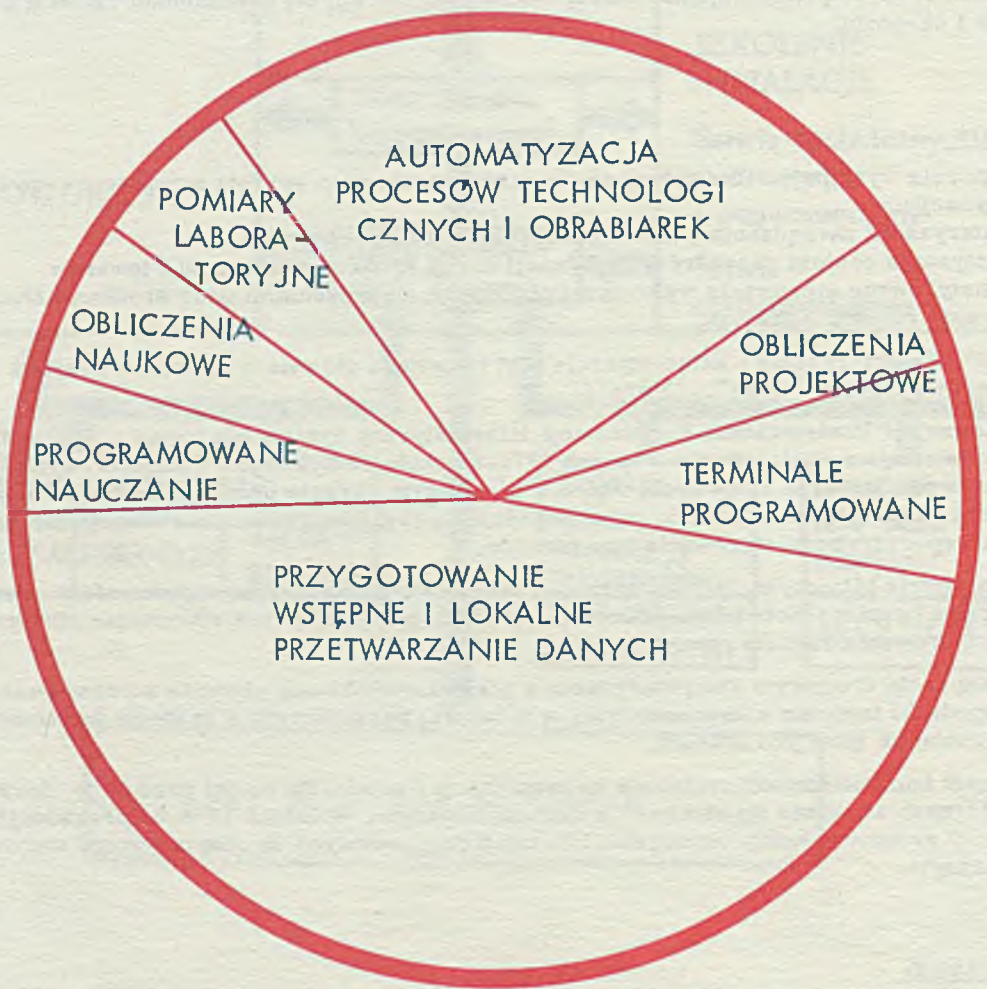 AUTOMATYZACJA
PROCESÓW TECHNOLOGI
CZNYCH I OBRABIAREK
POMIARY
LABORA-
TORYJNE
OBLICZENIA
NAUKOWE
PROGRAMOWANE
NAUCZANIE
OBLICZENIA
PROJEKTOWE
TERMINALE
PROGRAMOWANE
PRZYGOTOWANIE
WSTĘPNE I LOKALNE
PRZETWARZANIE DANYCH